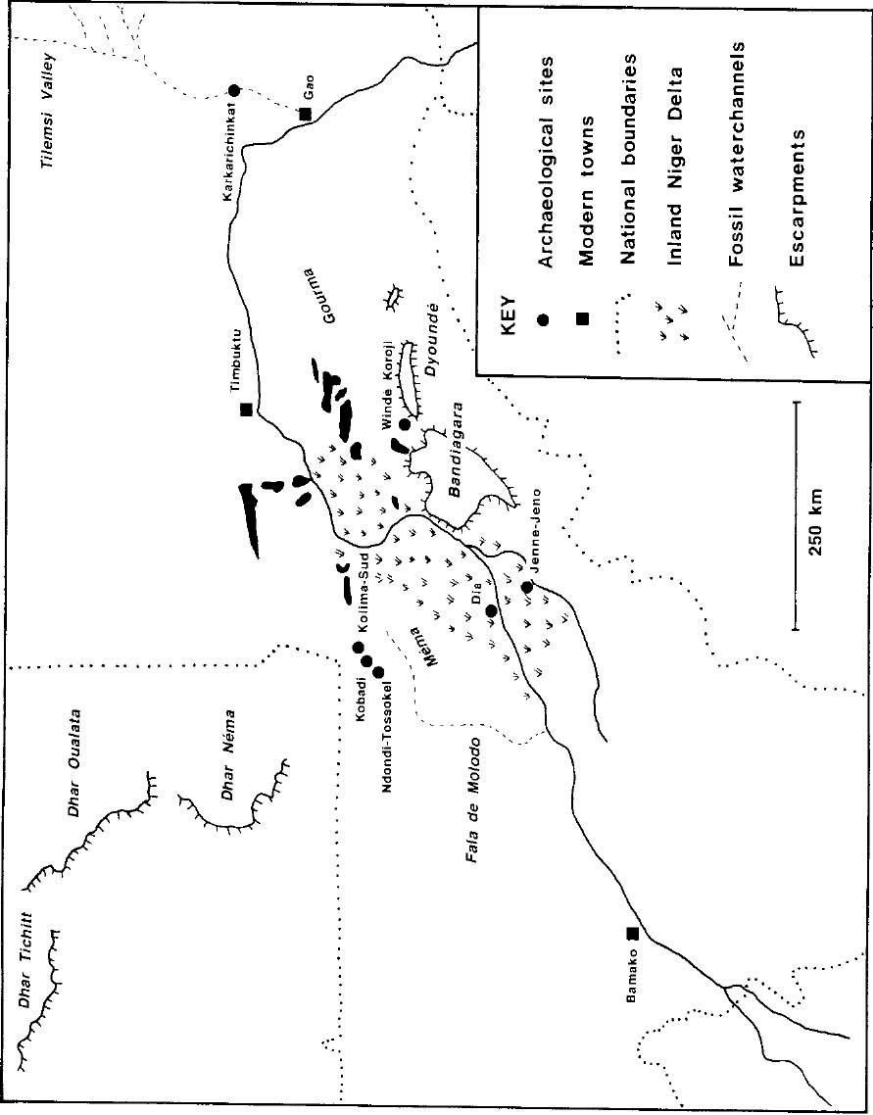 Dhar Tichitt
Dhar Oualata
Dhar Néma
Tilemsi Valley
Karkarichinkat
Gao
Timbuktu
Gourma
Kolima-Sud
Kobadi
Ndondi-Tossokel
Méma
Winde Koroji
Dyoundé
Bandiagara
Dia
Jenne-Jeno
Fala de Molodo
Bamako
250 km
KEY
Archaeological sites
Modern towns
National boundaries
Inland Niger Delta
Fossil waterchannels
Escarpments